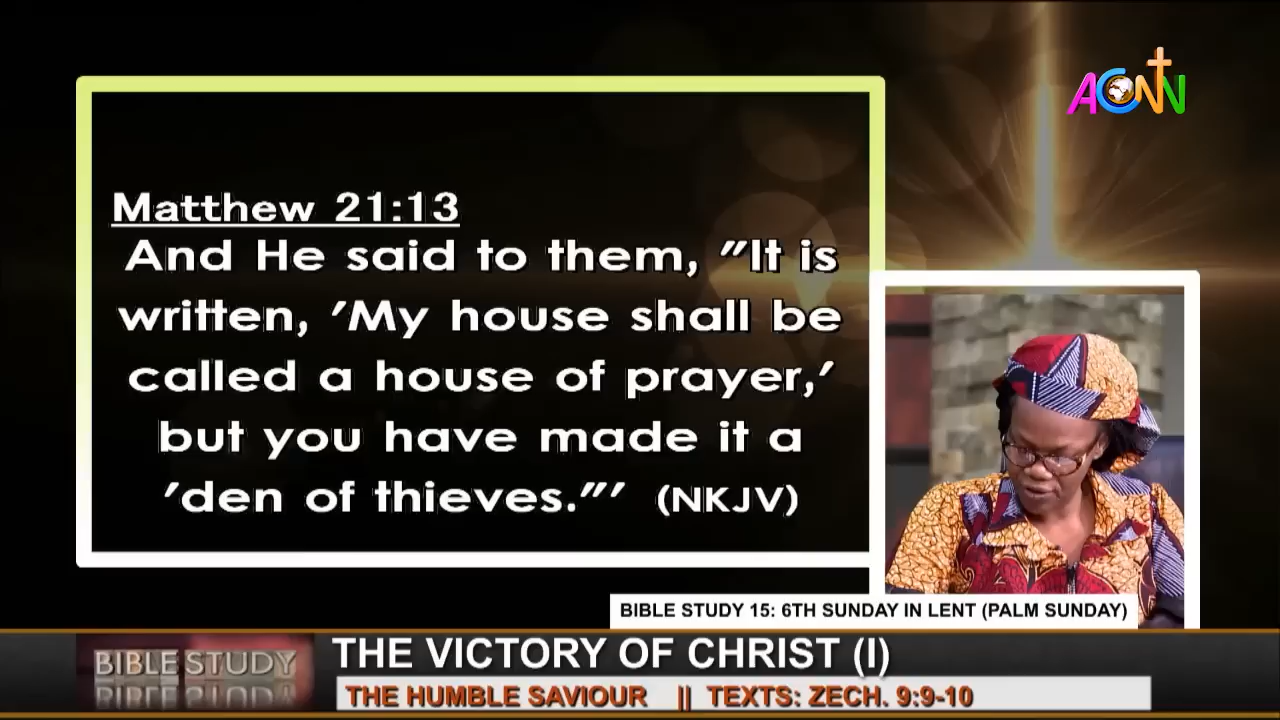 ACNN
Matthew 21:13
And He said to them, "It is
written, 'My house shall be
called a house of prayer,'
but you have made it a
'den of thieves."' (NKJV)
BIBLE STUDY 15: 6TH SUNDAY IN LENT (PALM SUNDAY)
BIBLE STUDY
THE VICTORY OF CHRIST (I)
THE HUMBLE SAVIOUR || TEXTS: ZECH. 9:9-10